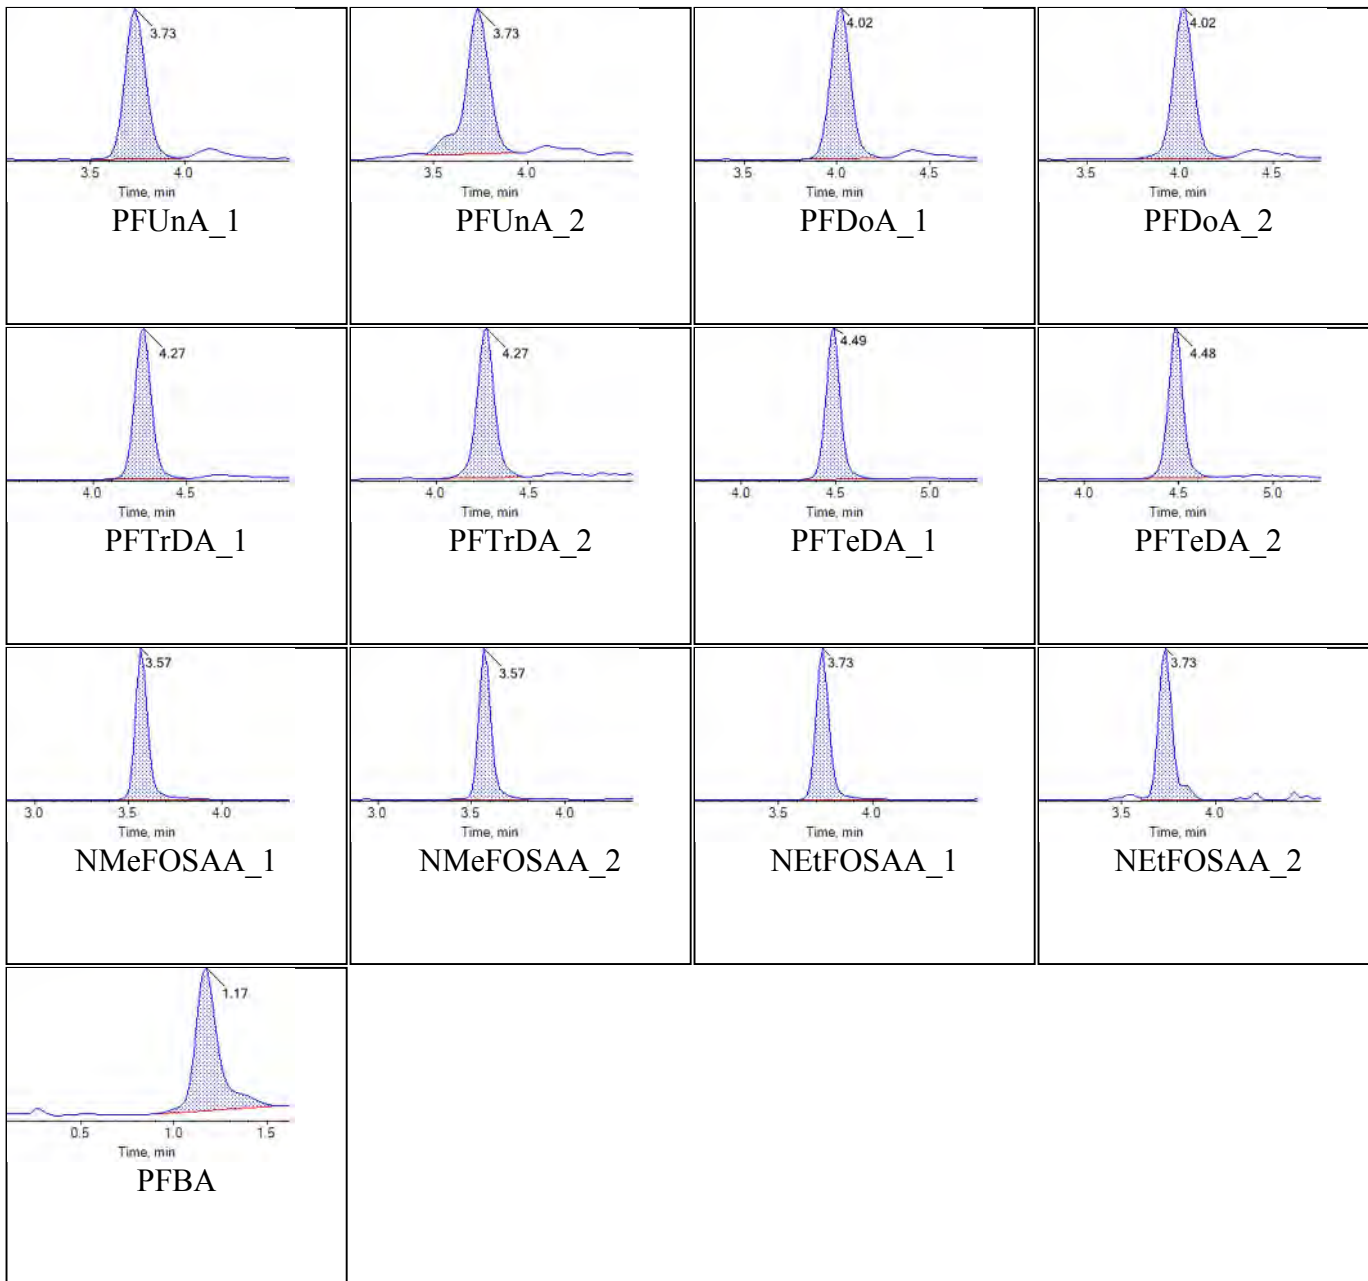 3.73
3.5 4.0
Time, min
PFUnA_1
3.73
3.5 4.0
Time, min
PFUnA_2
4.02
3.5 4.0 4.5
Time, min
PFDoA_1
4.02
3.5 4.0 4.5
Time, min
PFDoA_2
4.27
4.0 4.5
Time, min
PFTrDA_1
4.27
4.0 4.5
Time, min
PFTrDA_2
4.49
4.0 4.5 5.0
Time, min
PFTeDA_1
4.48
4.0 4.5 5.0
Time, min
PFTeDA_2
3.57
3.0 3.5 4.0
Time, min
NMeFOSAA_1
3.57
3.0 3.5 4.0
Time, min
NMeFOSAA_2
3.73
3.5 4.0
Time, min
NEtFOSAA_1
3.73
3.5 4.0
Time, min
NEtFOSAA_2
1.17
0.5 1.0 1.5
Time, min
PFBA